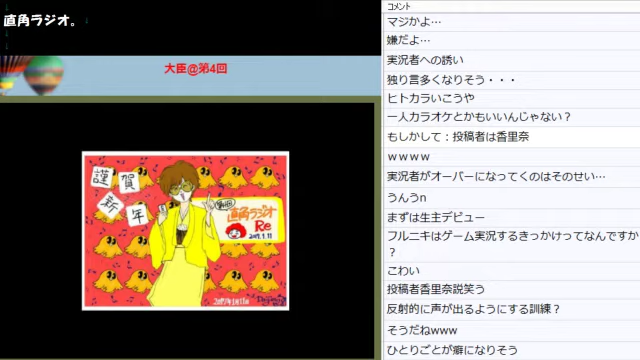 直角ラジオ。
大臣@第4回
謹
賀
新
年
直角ラジオ
Re
コメント
マジかよ…
嫌だよ…
実況者への誘い
独り言多くなりそう・・・
ヒトカラいこうや
一人カラオケとかもいいんじゃない？
もしかして：投稿者は香里奈
ｗｗｗｗ
実況者がオーバーになってくのはそのせい…
うんうn
まずは生主デビュー
フルニキはゲーム実況するきっかけってなんですか
？
こわい
投稿者香里奈説笑う
反射的に声が出るようにする訓練？
そうだねwww
ひとりごとが癖になりそう